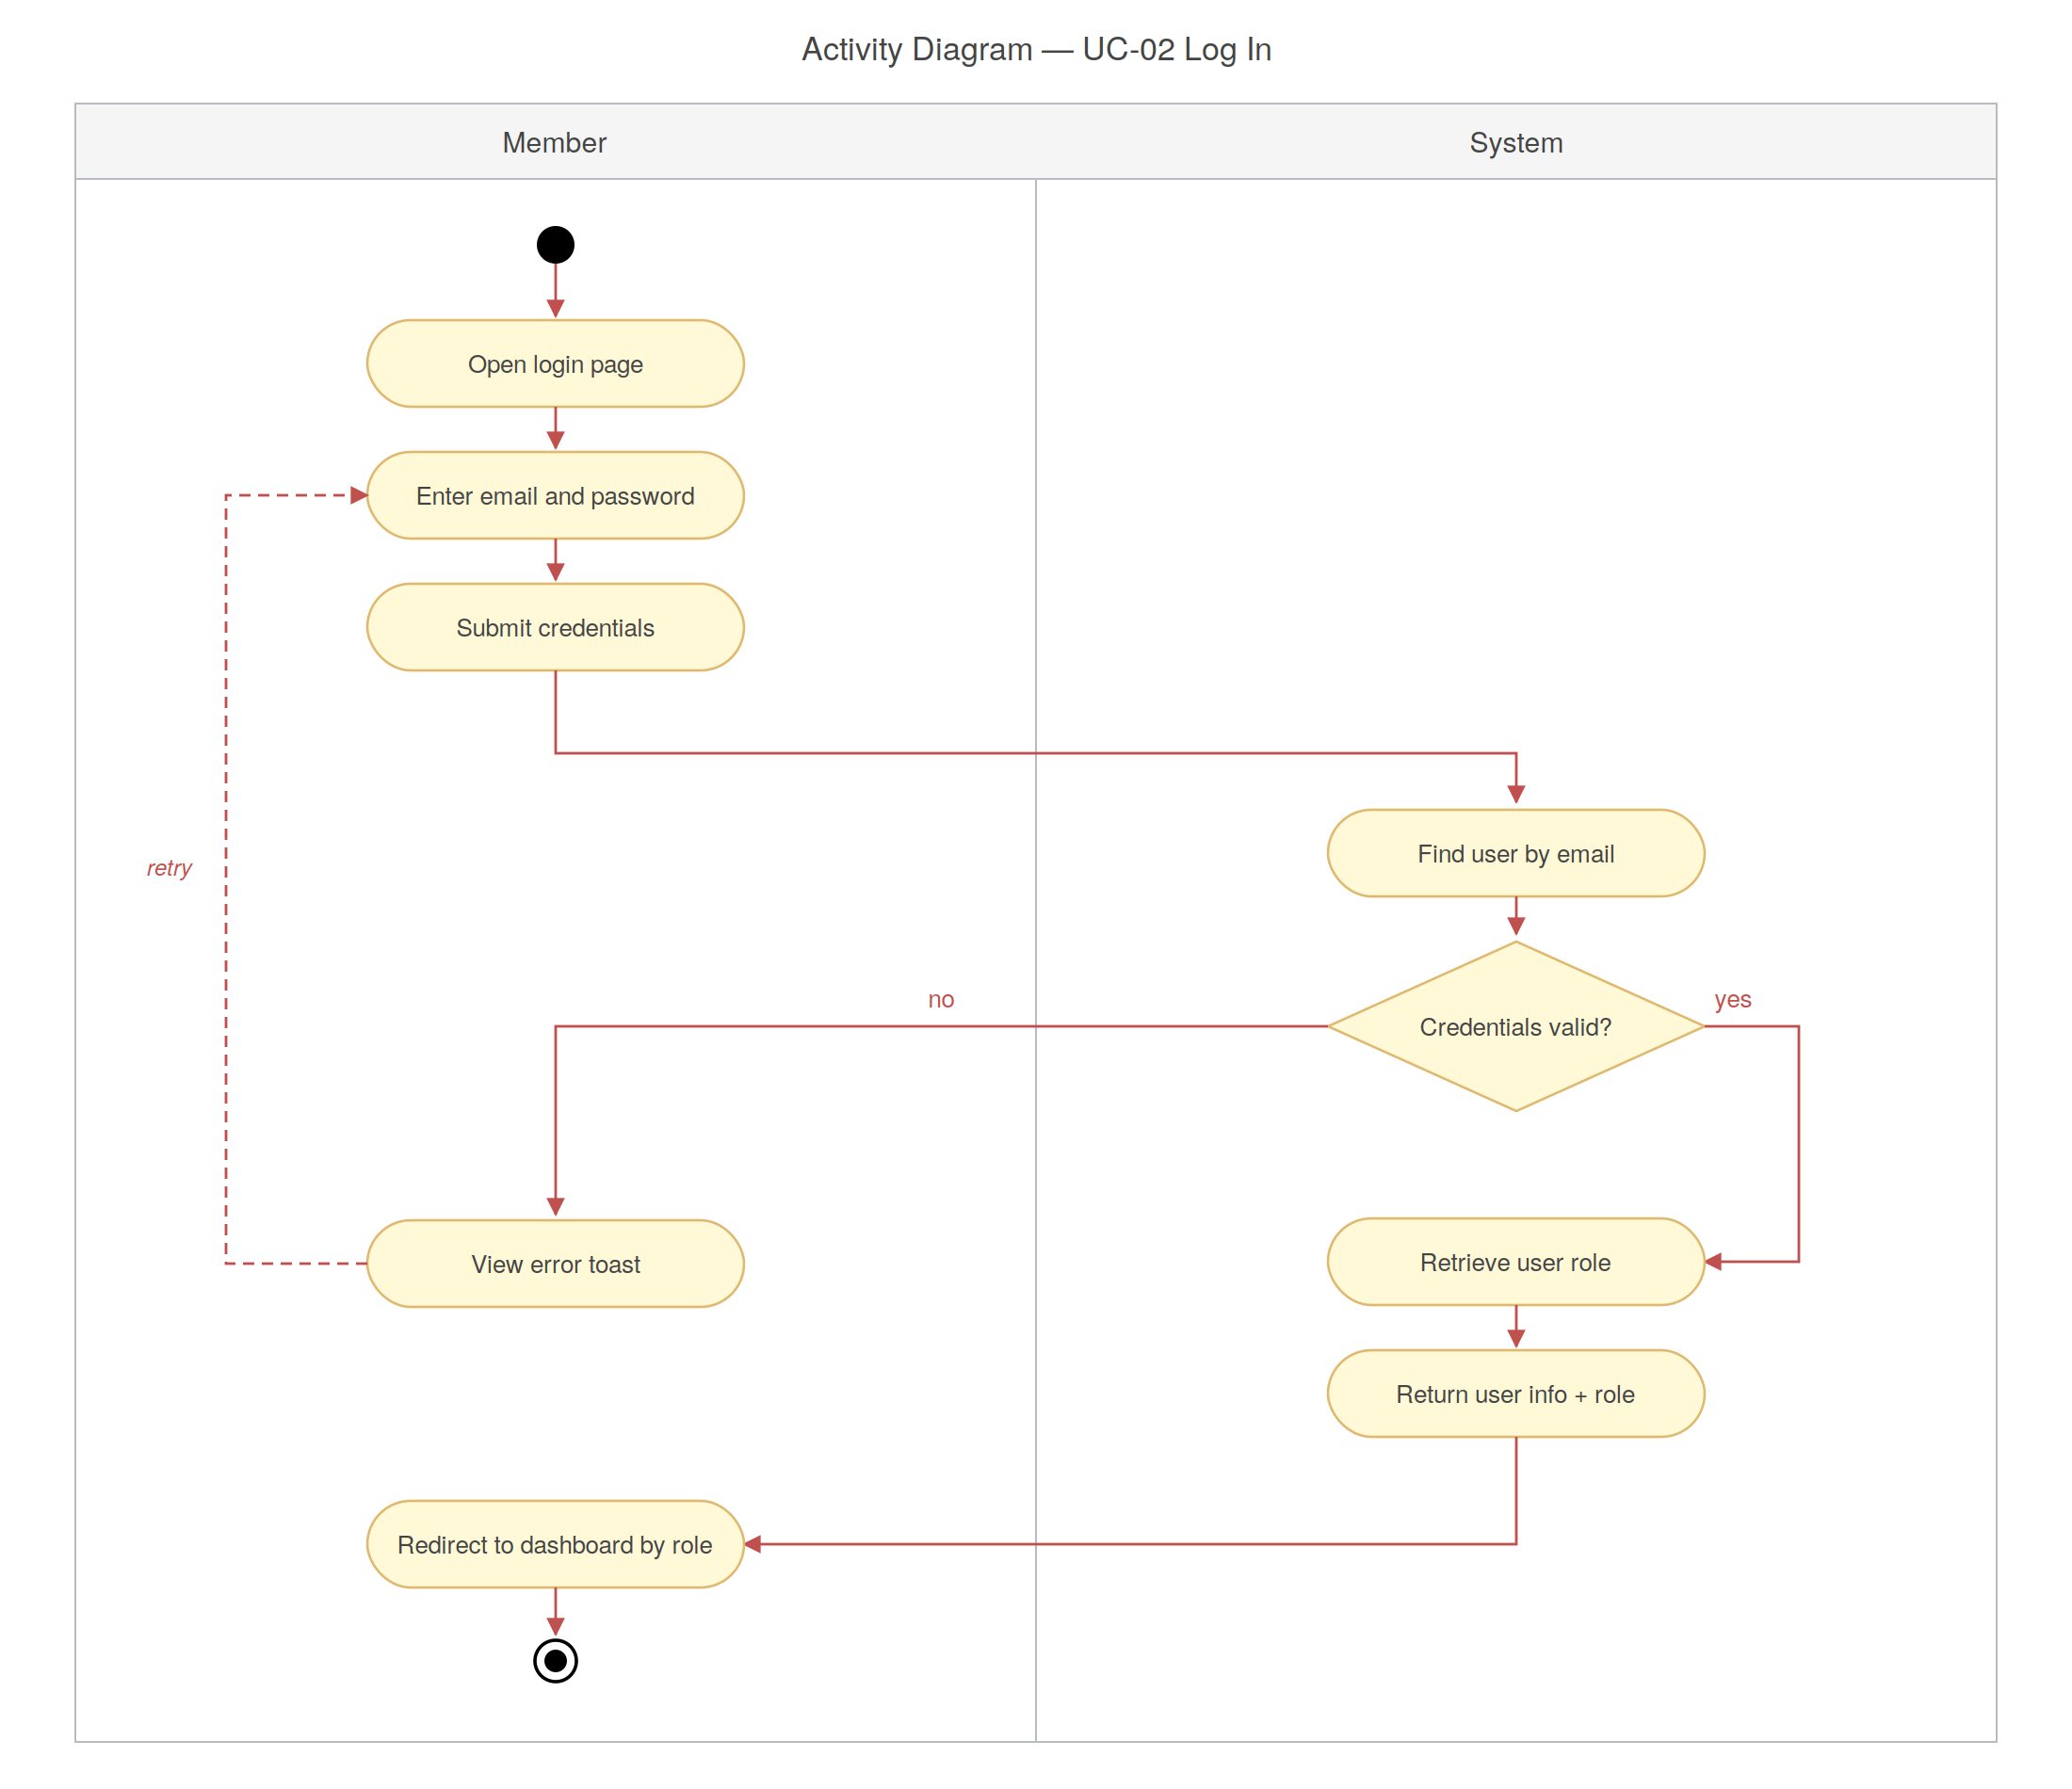 Activity Diagram — UC-02 Log In
Member
System
Open login page
Enter email and password
Submit credentials
Find user by email
retry
no
yes
Credentials valid?
View error toast
Retrieve user role
Return user info + role
Redirect to dashboard by role